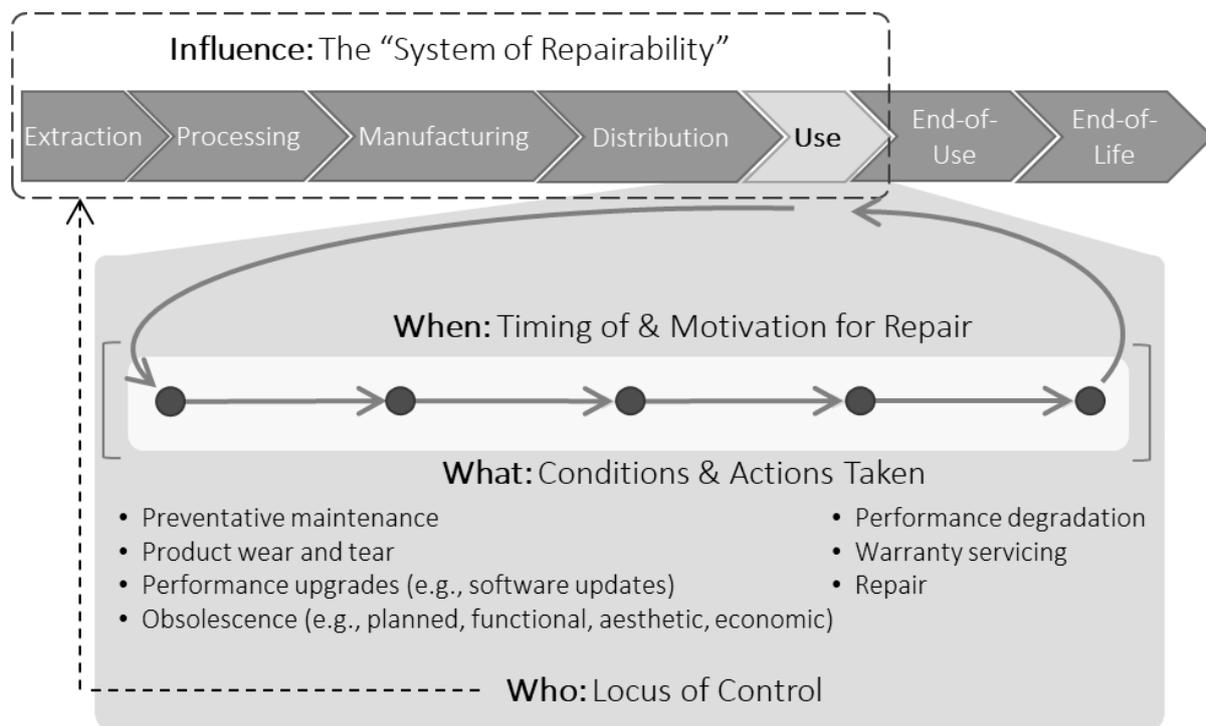 Influence: The “System of Repairability”
Extraction
Processing
Manufacturing
Distribution
Use
End-of-
Use
End-of-
Life
When: Timing of & Motivation for Repair
What: Conditions & Actions Taken
• Preventative maintenance
• Product wear and tear
• Performance upgrades (e.g., software updates)
• Obsolescence (e.g., planned, functional, aesthetic, economic)
• Performance degradation
• Warranty servicing
• Repair
Who: Locus of Control